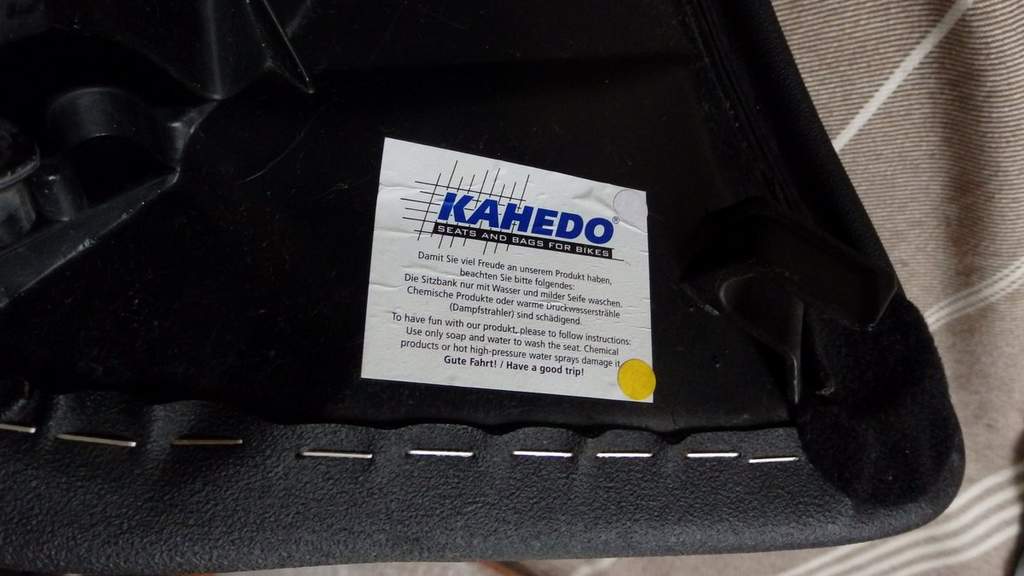 KAHEDO®
SEATS AND BAGS FOR BIKES
Damit Sie viel Freude an unserem Produkt haben,
beachten Sie bitte folgendes:
Die Sitzbank nur mit Wasser und milder Seife waschen.
Chemische Produkte oder warme Druckwasserstrahle
(Dampfstrahler) sind schädigend.
To have fun with our produkt please to follow instructions:
Use only soap and water to wash the seat. Chemical
products or hot high-pressure water sprays damage it
Gute Fahrt! / Have a good trip!